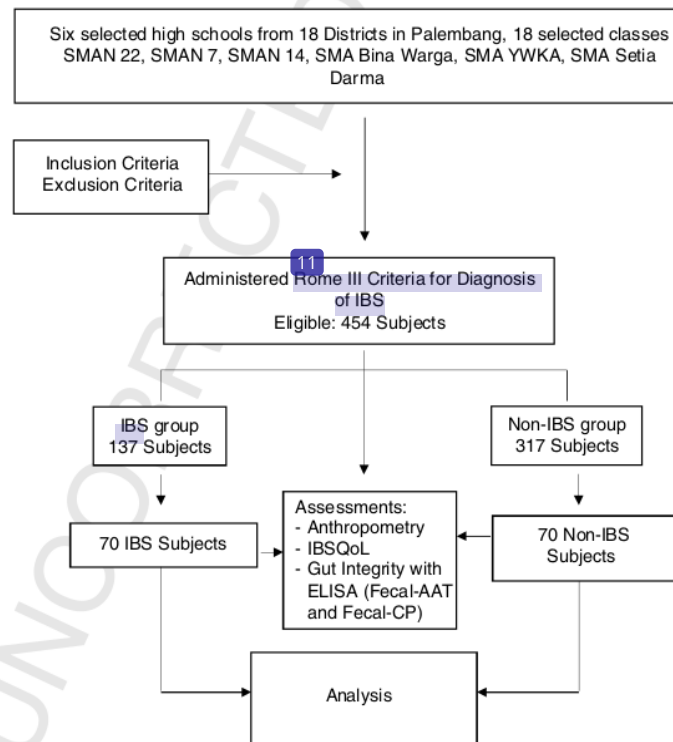 Six selected high schools from 18 Districts in Palembang, 18 selected classes
SMAN 22, SMAN 7, SMAN 14, SMA Bina Warga, SMA YWKA, SMA Setia
Darma
Inclusion Criteria
Exclusion Criteria
11
Administered Rome III Criteria for Diagnosis
of IBS
Eligible: 454 Subjects
IBS group
137 Subjects
Non-IBS group
317 Subjects
70 IBS Subjects
Assessments:
- Anthropometry
- IBSQoL
- Gut Integrity with
ELISA (Fecal-AAT
and Fecal-CP)
70 Non-IBS
Subjects
Analysis
UNCORRECTED